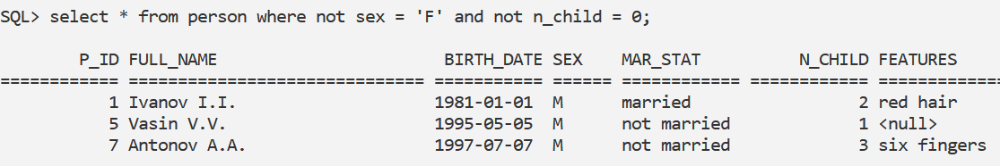 SQL> select * from person where not sex = 'F' and not n_child = 0;
P_ID FULL_NAME BIRTH_DATE SEX MAR_STAT N_CHILD FEATURES
============ ============================== =========== ====== ============ ============ =============
1 Ivanov I.I. 1981-01-01 M married 2 red hair
5 Vasin V.V. 1995-05-05 M not married 1 <null>
7 Antonov A.A. 1997-07-07 M not married 3 six fingers